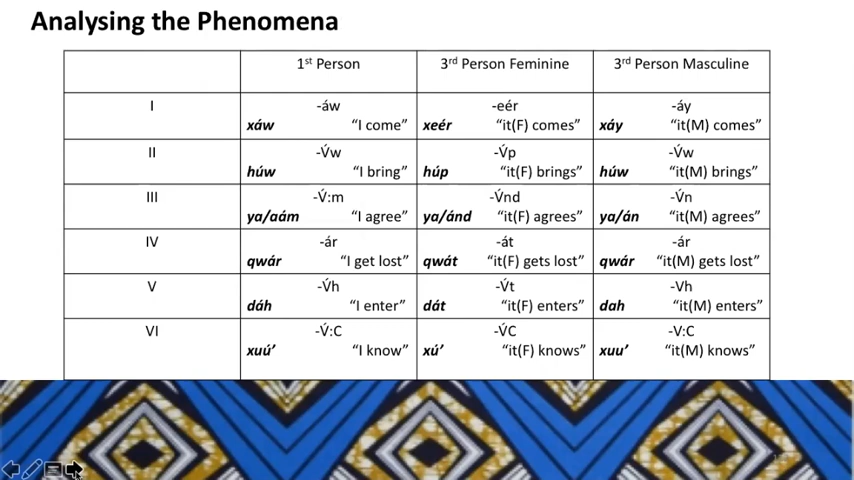 Analysing the Phenomena
1st Person 3rd Person Feminine 3rd Person Masculine
I -áw -eér -áy
xáw "I come" xeér "it(F) comes" xáy "it(M) comes"
II -V́w -V́p -V́w
húw "I bring" húp "it(F) brings" húw "it(M) brings"
III -V́:m -V́nd -V́n
ya/aám "I agree" ya/ánd "it(F) agrees" ya/án "it(M) agrees"
IV -ár -át -ár
qwár "I get lost" qwát "it(F) gets lost" qwár "it(M) gets lost"
V -V́h -V́t -Vh
dáh "I enter" dát "it(F) enters" dah "it(M) enters"
VI -V́:C -V́C -V:C
xuú' "I know" xú' "it(F) knows" xuu' "it(M) knows"